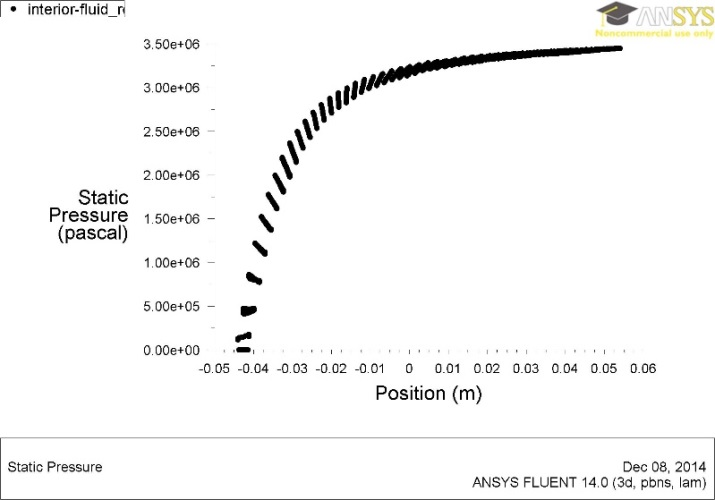 interior-fluid_r
ANSYS
Noncommercial use only
3.50e+06
3.00e+06
2.50e+06
2.00e+06
1.50e+06
1.00e+06
5.00e+05
0.00e+00
Static
Pressure
(pascal)
-0.05 -0.04 -0.03 -0.02 -0.01 0 0.01 0.02 0.03 0.04 0.05 0.06
Position (m)
Static Pressure
Dec 08, 2014
ANSYS FLUENT 14.0 (3d, pbns, lam)